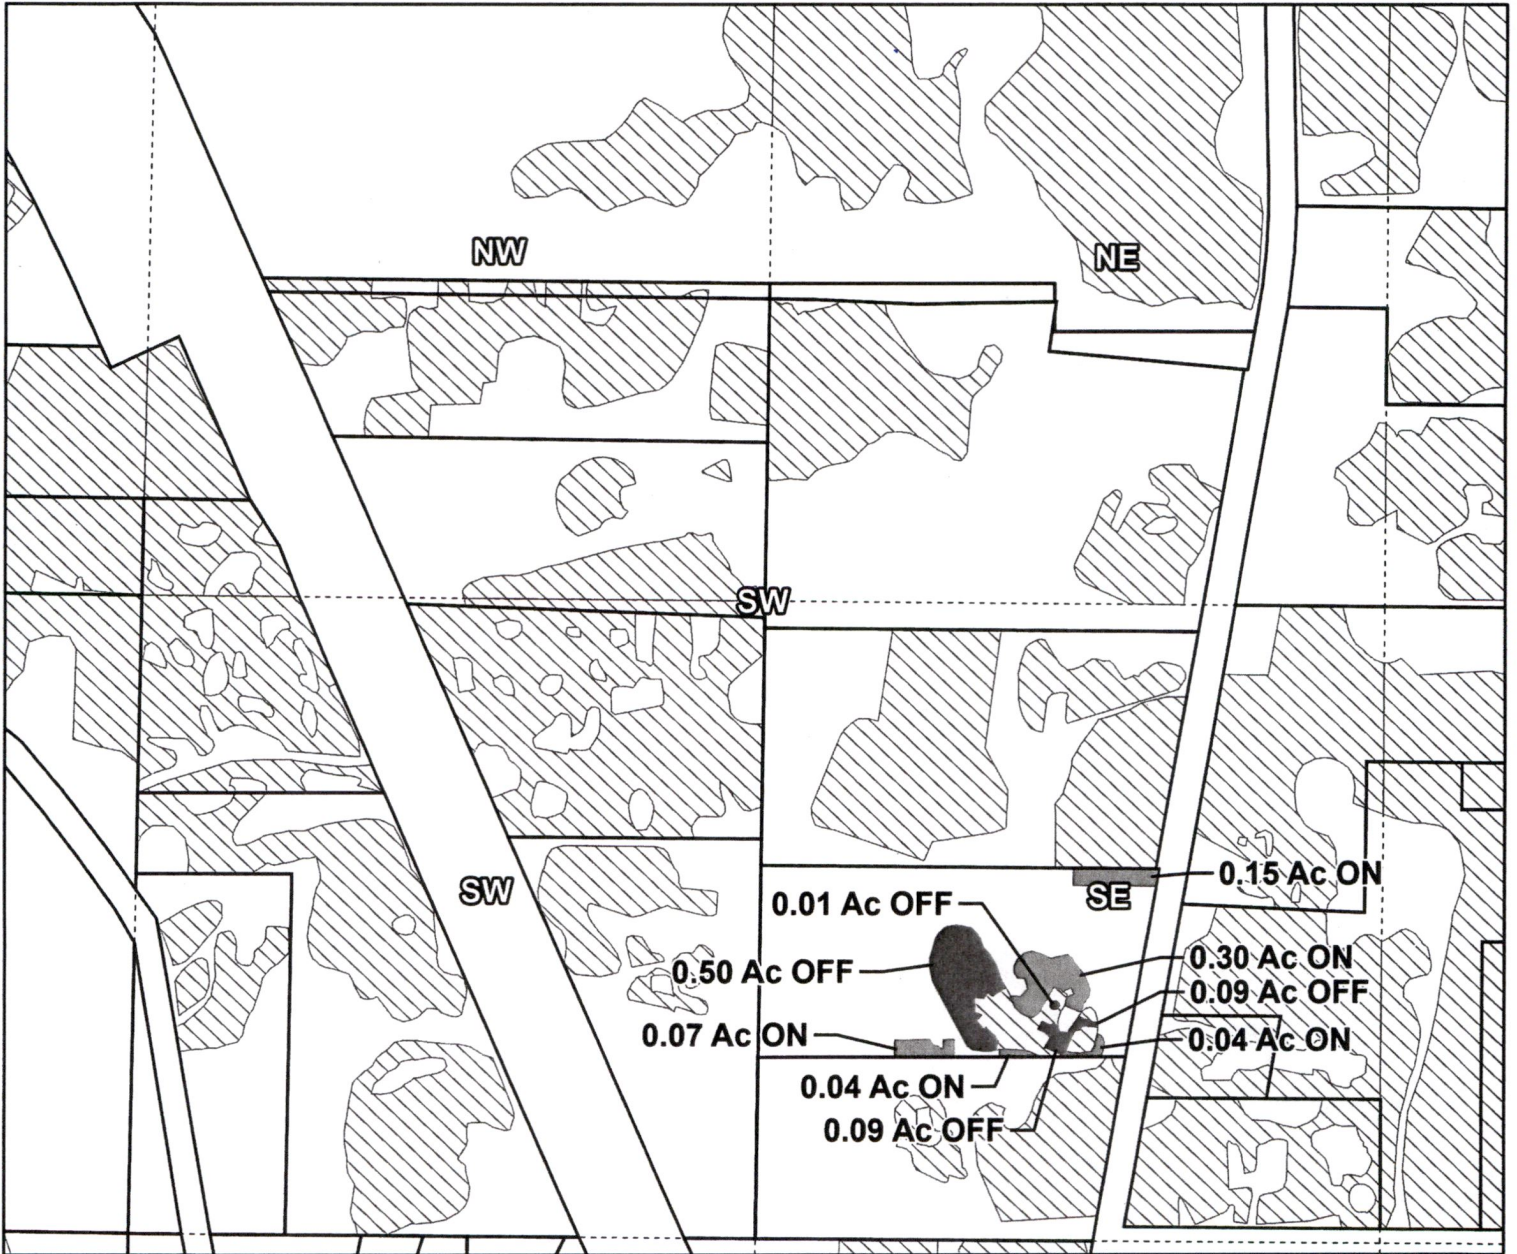 NW
NE
SW
0.15 Ac ON
SW
SE
0.01 Ac OFF
0.30 Ac ON
0.50 Ac OFF
0.09 Ac OFF
0.07 Ac ON
0.04 Ac ON
0.04 Ac ON
0.09 Ac OFF